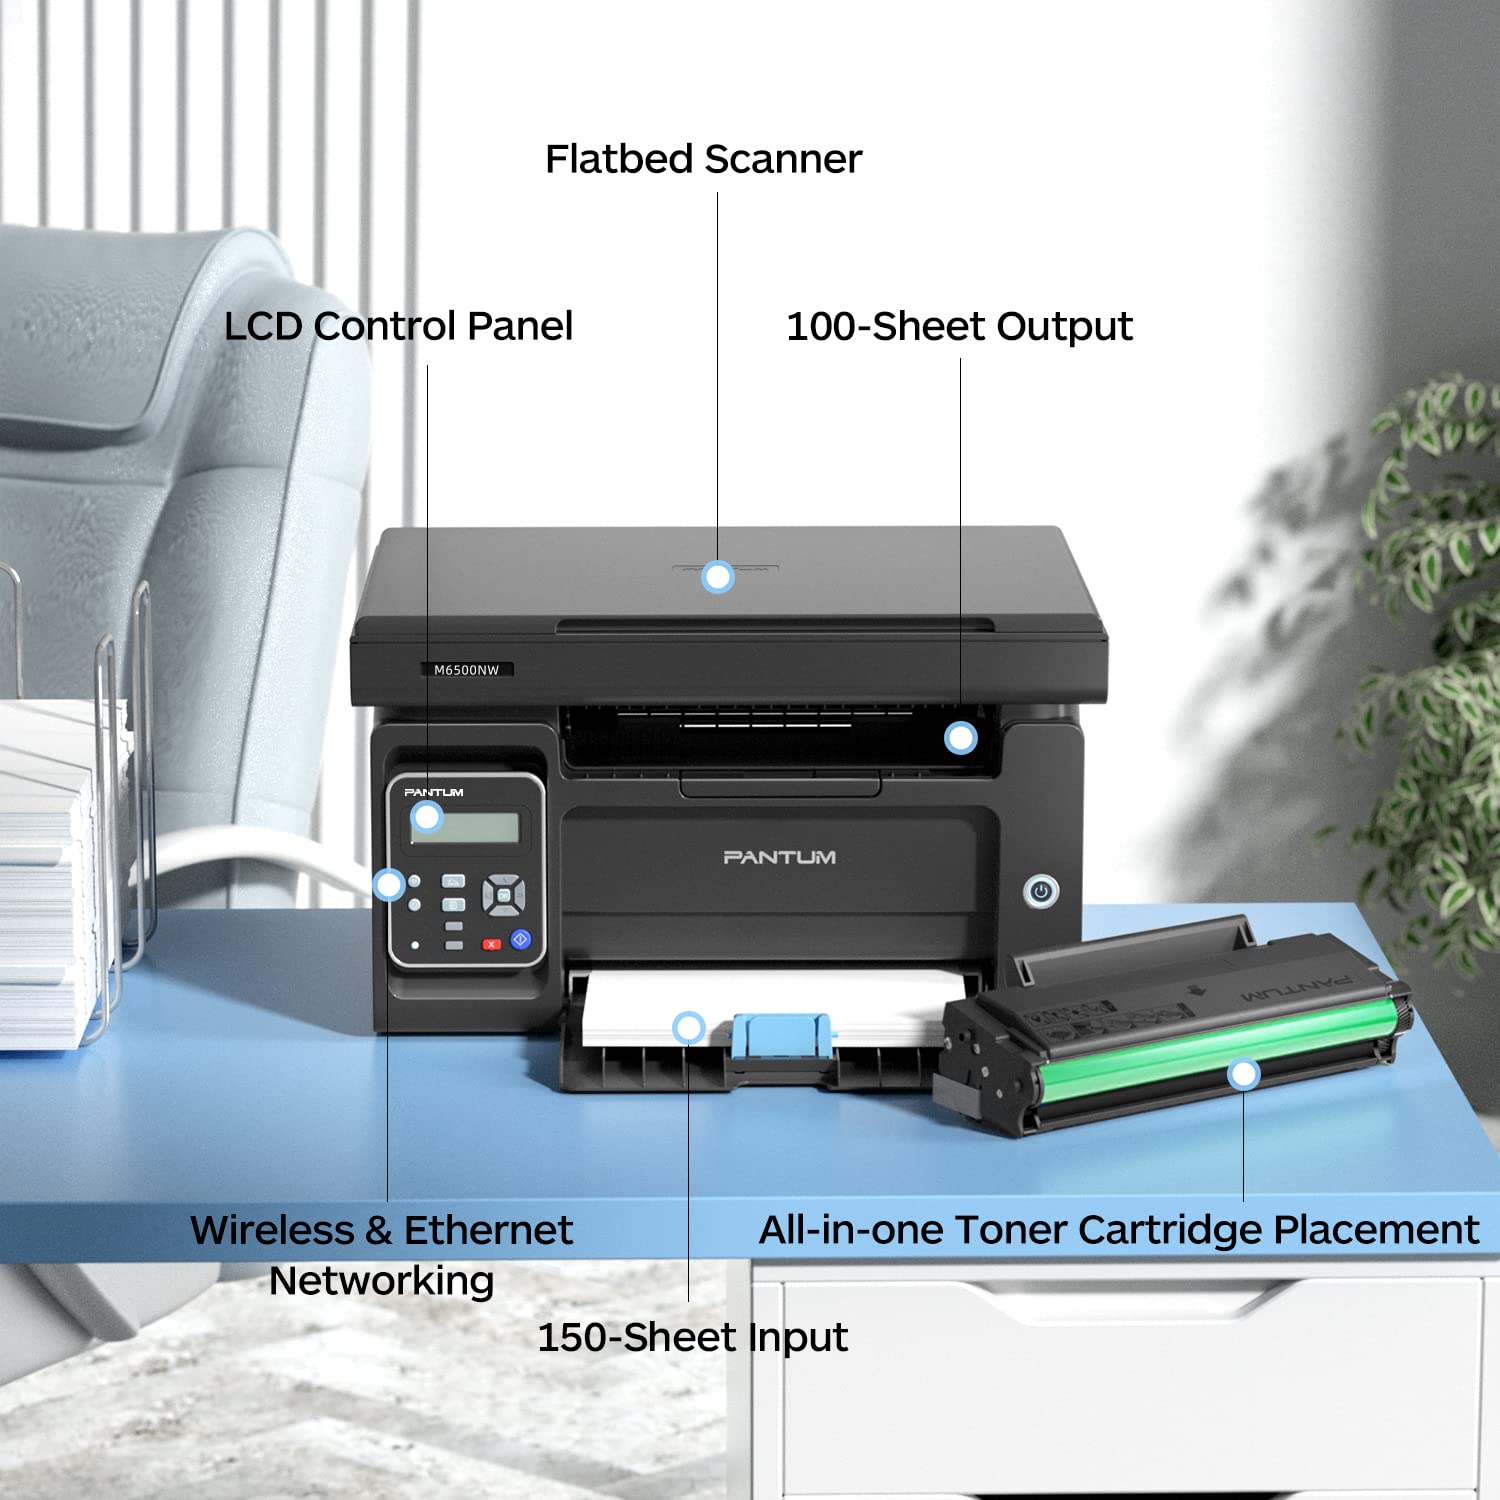 Flatbed Scanner
LCD Control Panel
100-Sheet Output
M6500NW
PANTUM
PANTUM
PANTUM
Wireless & Ethernet
Networking
All-in-one Toner Cartridge Placement
150-Sheet Input